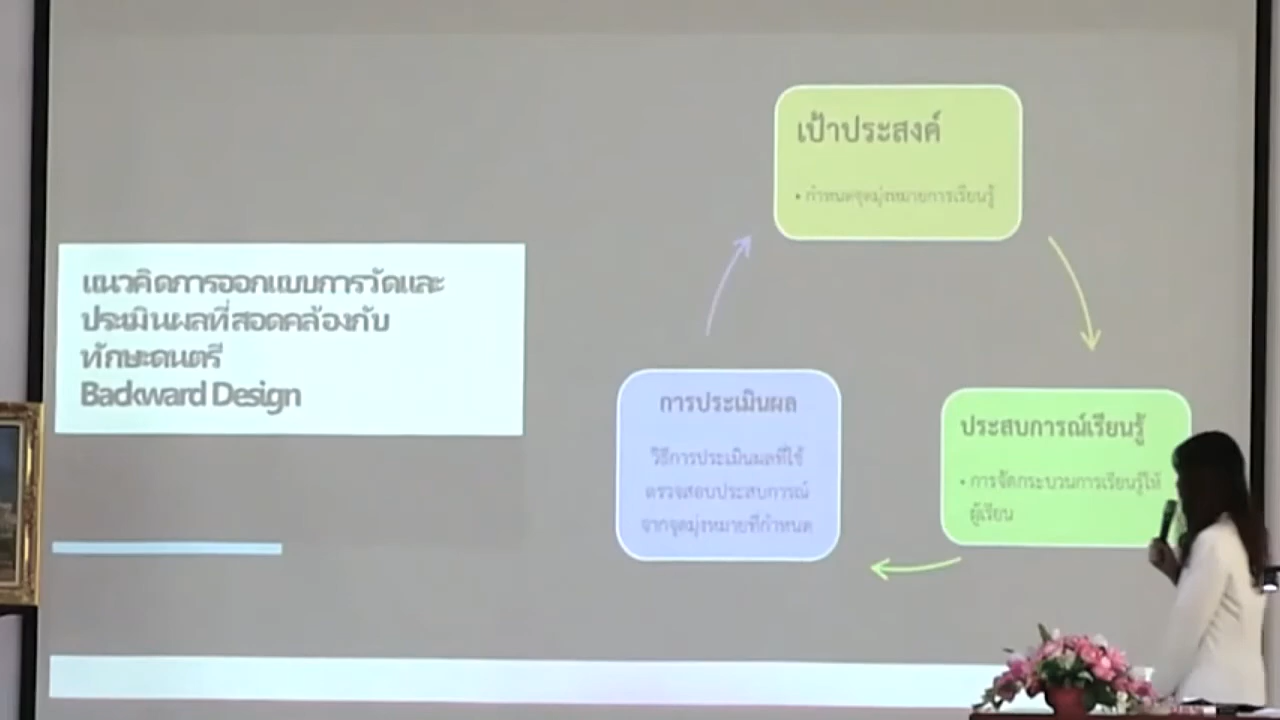 แนวคิดการออกแบบการวัดและ
ประเมินผลที่สอดคล้องกับ
ทักษะดนตรี
Backward Design
เป้าประสงค์
• กำหนดจุดมุ่งหมายการเรียนรู้
ประสบการณ์เรียนรู้
• การจัดกระบวนการเรียนรู้ให้
ผู้เรียน
การประเมินผล
วิธีการประเมินผลที่ใช้
ตรวจสอบประสบการณ์
จากจุดมุ่งหมายที่กำหนด